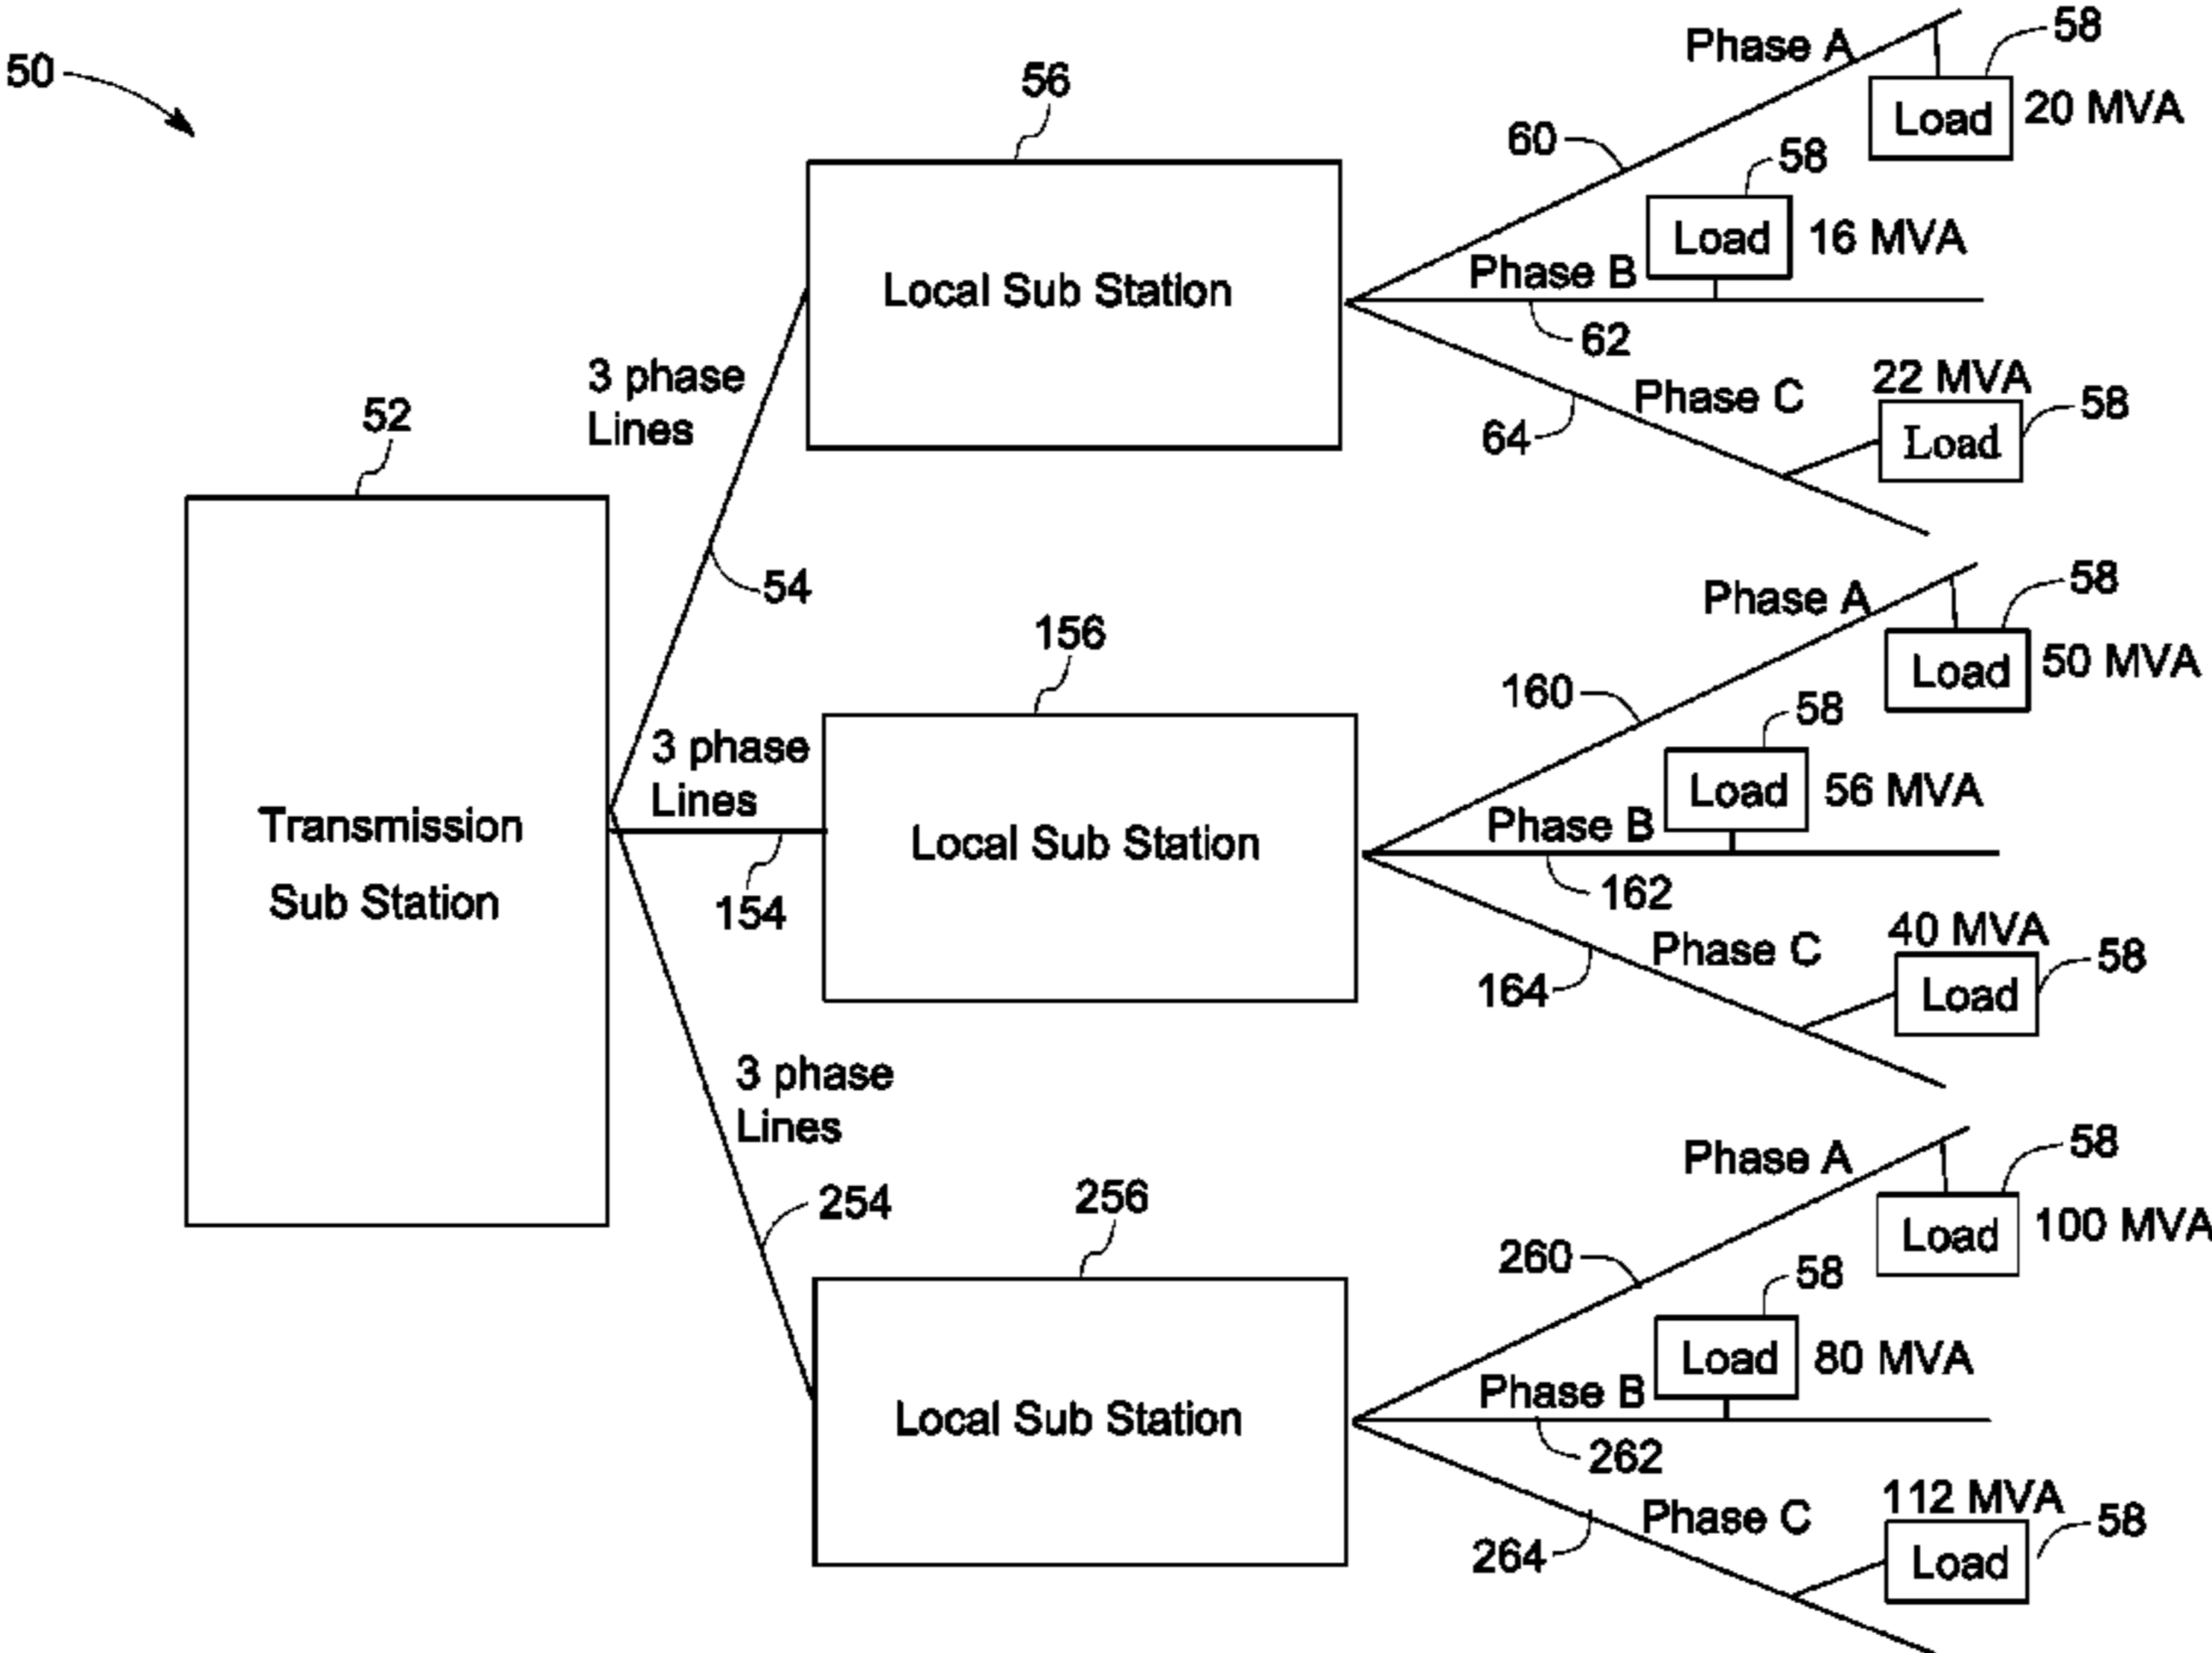 50
56
Phase A
58
Load
20 MVA
60
58
Load
16 MVA
Local Sub Station
Phase B
62
3 phase
Lines
Phase C
22 MVA
58
Load
64
52
54
Phase A
58
Load
50 MVA
156
160
58
Load
56 MVA
3 phase
Lines
Transmission
Sub Station
Local Sub Station
Phase B
162
154
Phase C
40 MVA
58
Load
164
3 phase
Lines
Phase A
58
Load
100 MVA
254
256
260
58
Load
80 MVA
Local Sub Station
Phase B
262
Phase C
112 MVA
58
Load
264